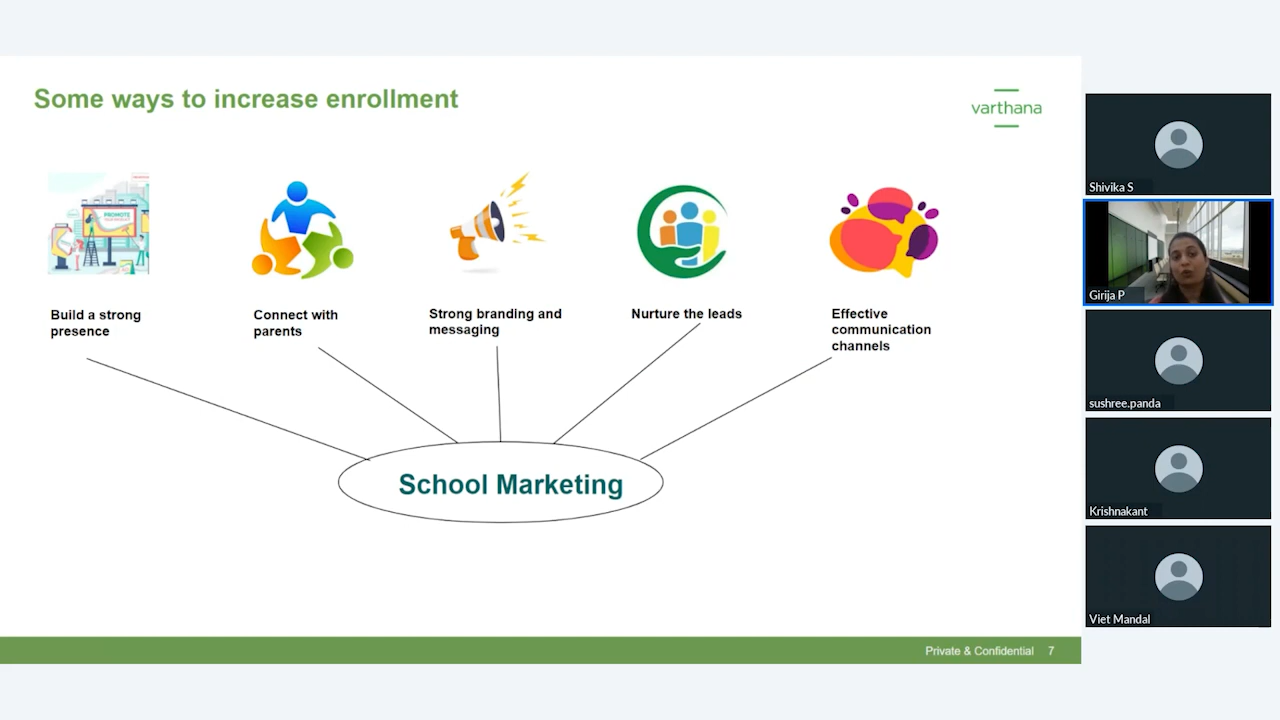 Some ways to increase enrollment
varthana
PROMOTE
Build a strong
presence
Connect with
parents
Strong branding and
messaging
Nurture the leads
Effective
communication
channels
School Marketing
Private & Confidential 7
Shivika S
Girija P
sushree.panda
Krishnakant
Viet Mandal